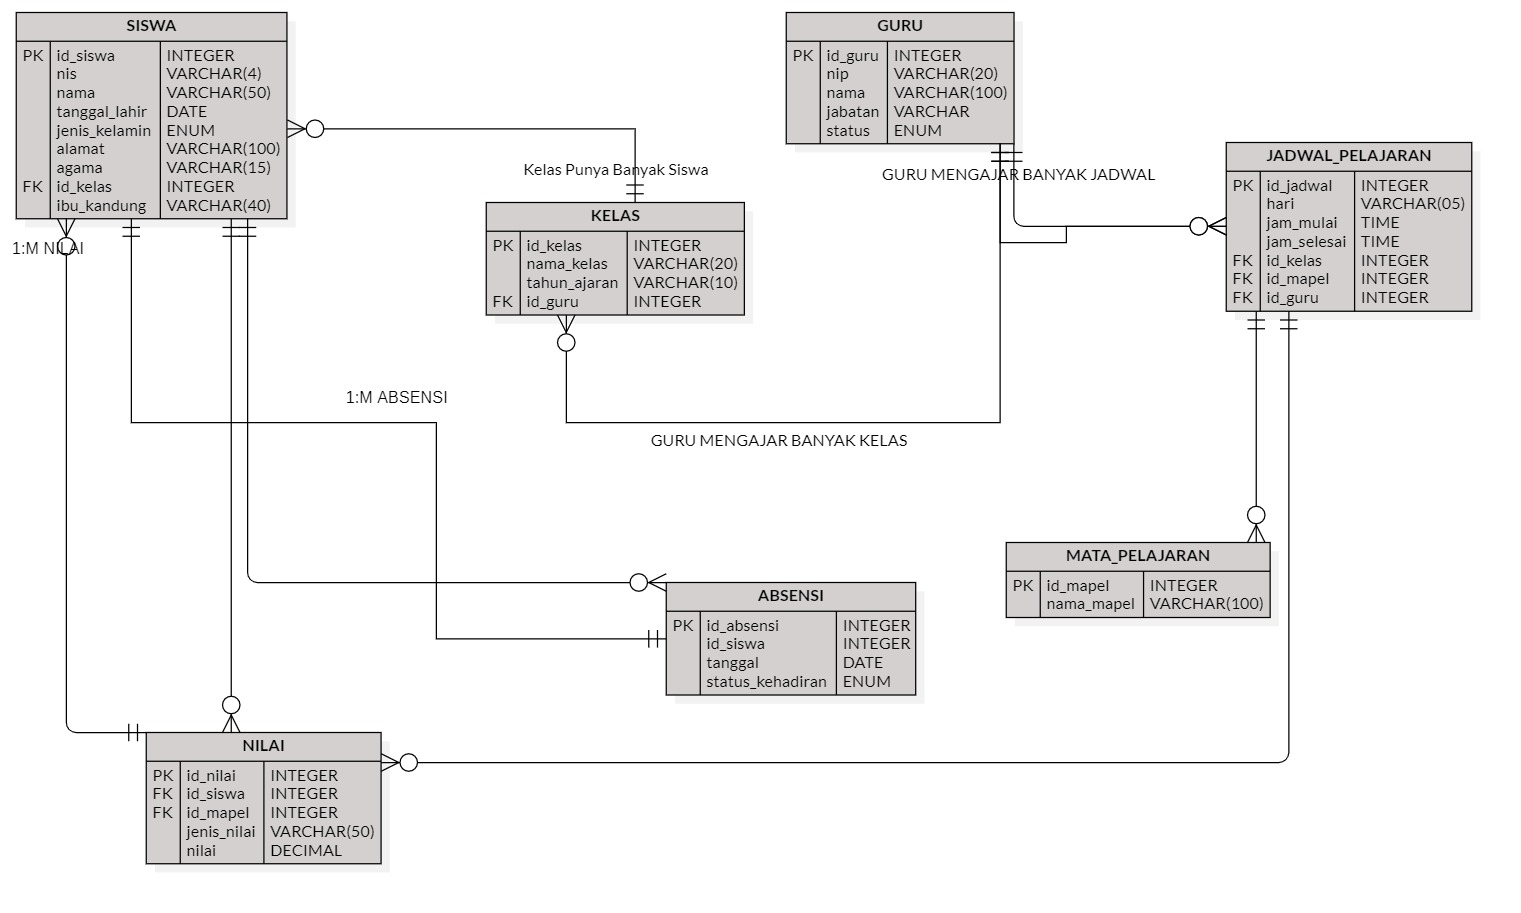 SISWA
PK id_siswa INTEGER
nis VARCHAR(4)
nama VARCHAR(50)
tanggal_lahir DATE
jenis_kelamin ENUM
alamat VARCHAR(100)
agama VARCHAR(15)
FK id_kelas INTEGER
ibu_kandung VARCHAR(40)
GURU
PK id_guru INTEGER
nip VARCHAR(20)
nama VARCHAR(100)
jabatan VARCHAR
status ENUM
Kelas Punya Banyak Siswa
GURU MENGAJAR BANYAK JADWAL
JADWAL_PELAJARAN
PK id_jadwal INTEGER
hari VARCHAR(05)
jam_mulai TIME
jam_selesai TIME
FK id_kelas INTEGER
FK id_mapel INTEGER
FK id_guru INTEGER
KELAS
PK id_kelas INTEGER
nama_kelas VARCHAR(20)
tahun_ajaran VARCHAR(10)
FK id_guru INTEGER
1:M NILAI
1:M ABSENSI
GURU MENGAJAR BANYAK KELAS
MATA_PELAJARAN
PK id_mapel INTEGER
nama_mapel VARCHAR(100)
ABSENSI
PK id_absensi INTEGER
id_siswa INTEGER
tanggal DATE
status_kehadiran ENUM
NILAI
PK id_nilai INTEGER
FK id_siswa INTEGER
FK id_mapel INTEGER
jenis_nilai VARCHAR(50)
nilai DECIMAL